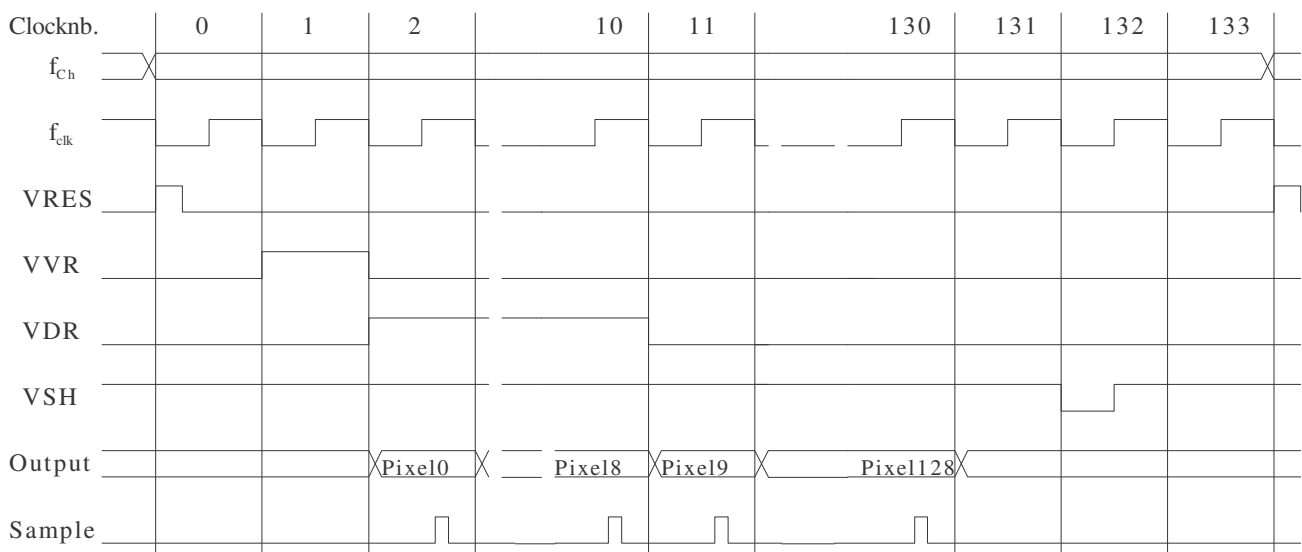 Clocknb. 0 1 2 10 11 130 131 132 133
fCh
fclk
VRES
VVR
VDR
VSH
Output Pixel0 Pixel8 Pixel9 Pixel128
Sample